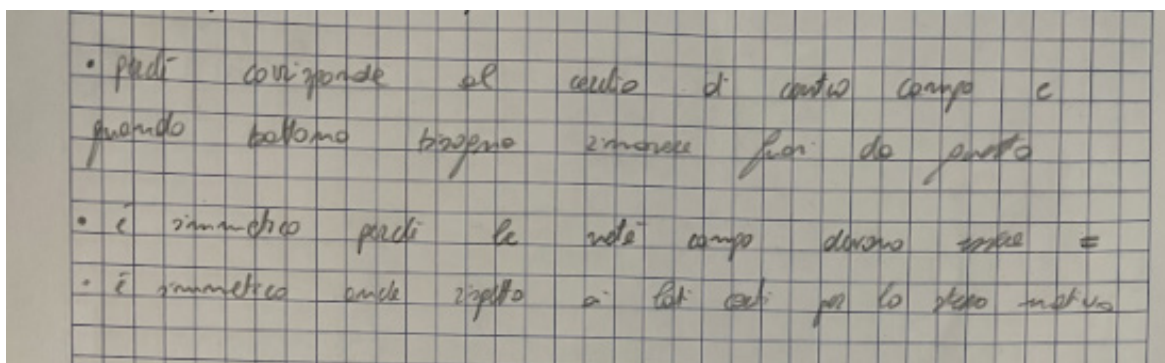 • perché corrisponde al cerchio di centro campo e
quando battono bisogna rimanere fuori da questo
• è simmetrico perché le metà campo devono essere =
• è simmetrico anche rispetto ai lati corti per lo stesso motivo